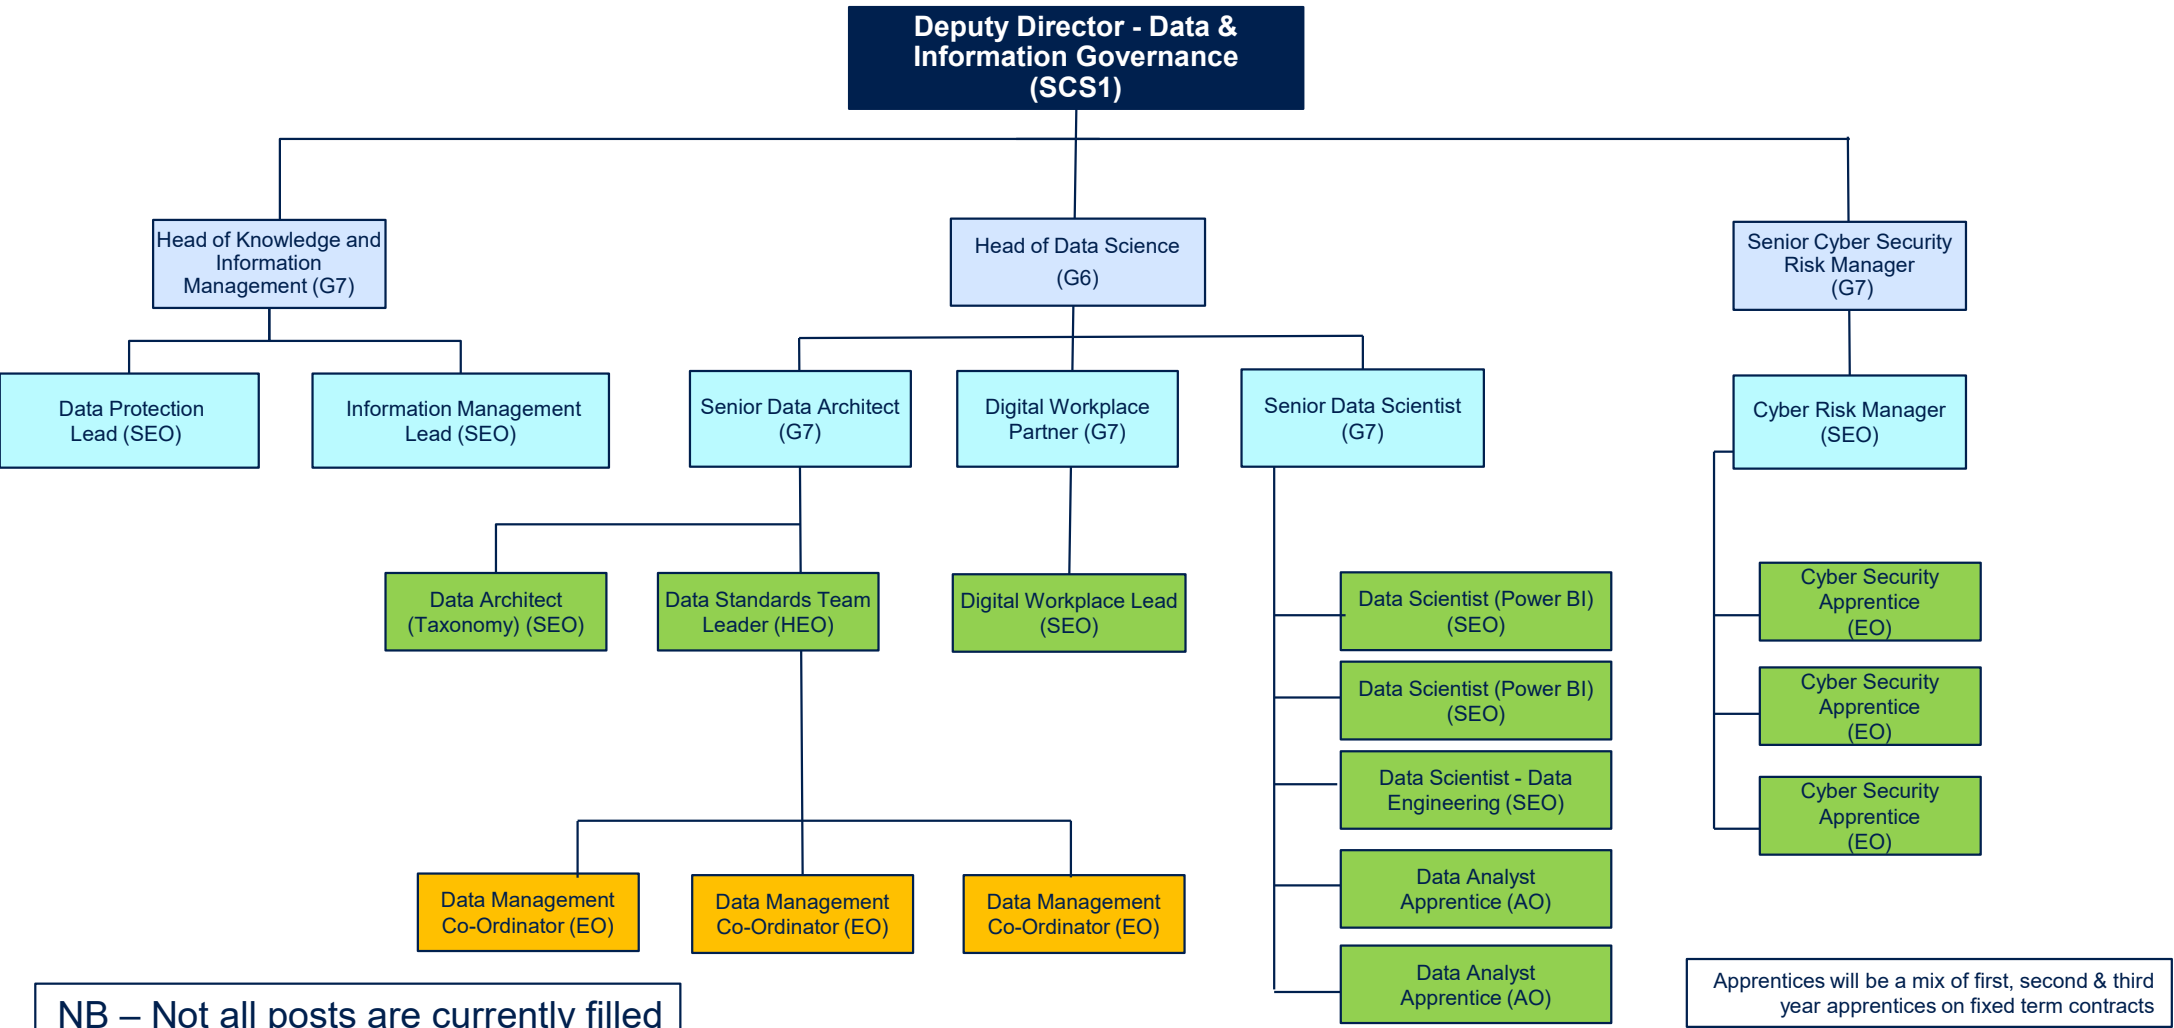 Deputy Director - Data &
Information Governance
(SCS1)
Head of Knowledge and
Information
Management (G7)
Head of Data Science
(G6)
Senior Cyber Security
Risk Manager
(G7)
Data Protection
Lead (SEO)
Information Management
Lead (SEO)
Senior Data Architect
(G7)
Digital Workplace
Partner (G7)
Senior Data Scientist
(G7)
Cyber Risk Manager
(SEO)
Data Architect
(Taxonomy) (SEO)
Data Standards Team
Leader (HEO)
Digital Workplace Lead
(SEO)
Data Scientist (Power BI)
(SEO)
Data Scientist (Power BI)
(SEO)
Data Scientist - Data
Engineering (SEO)
Data Analyst
Apprentice (AO)
Data Analyst
Apprentice (AO)
Cyber Security
Apprentice
(EO)
Cyber Security
Apprentice
(EO)
Cyber Security
Apprentice
(EO)
Data Management
Co-Ordinator (EO)
Data Management
Co-Ordinator (EO)
Data Management
Co-Ordinator (EO)
NB – Not all posts are currently filled
Apprentices will be a mix of first, second & third
year apprentices on fixed term contracts